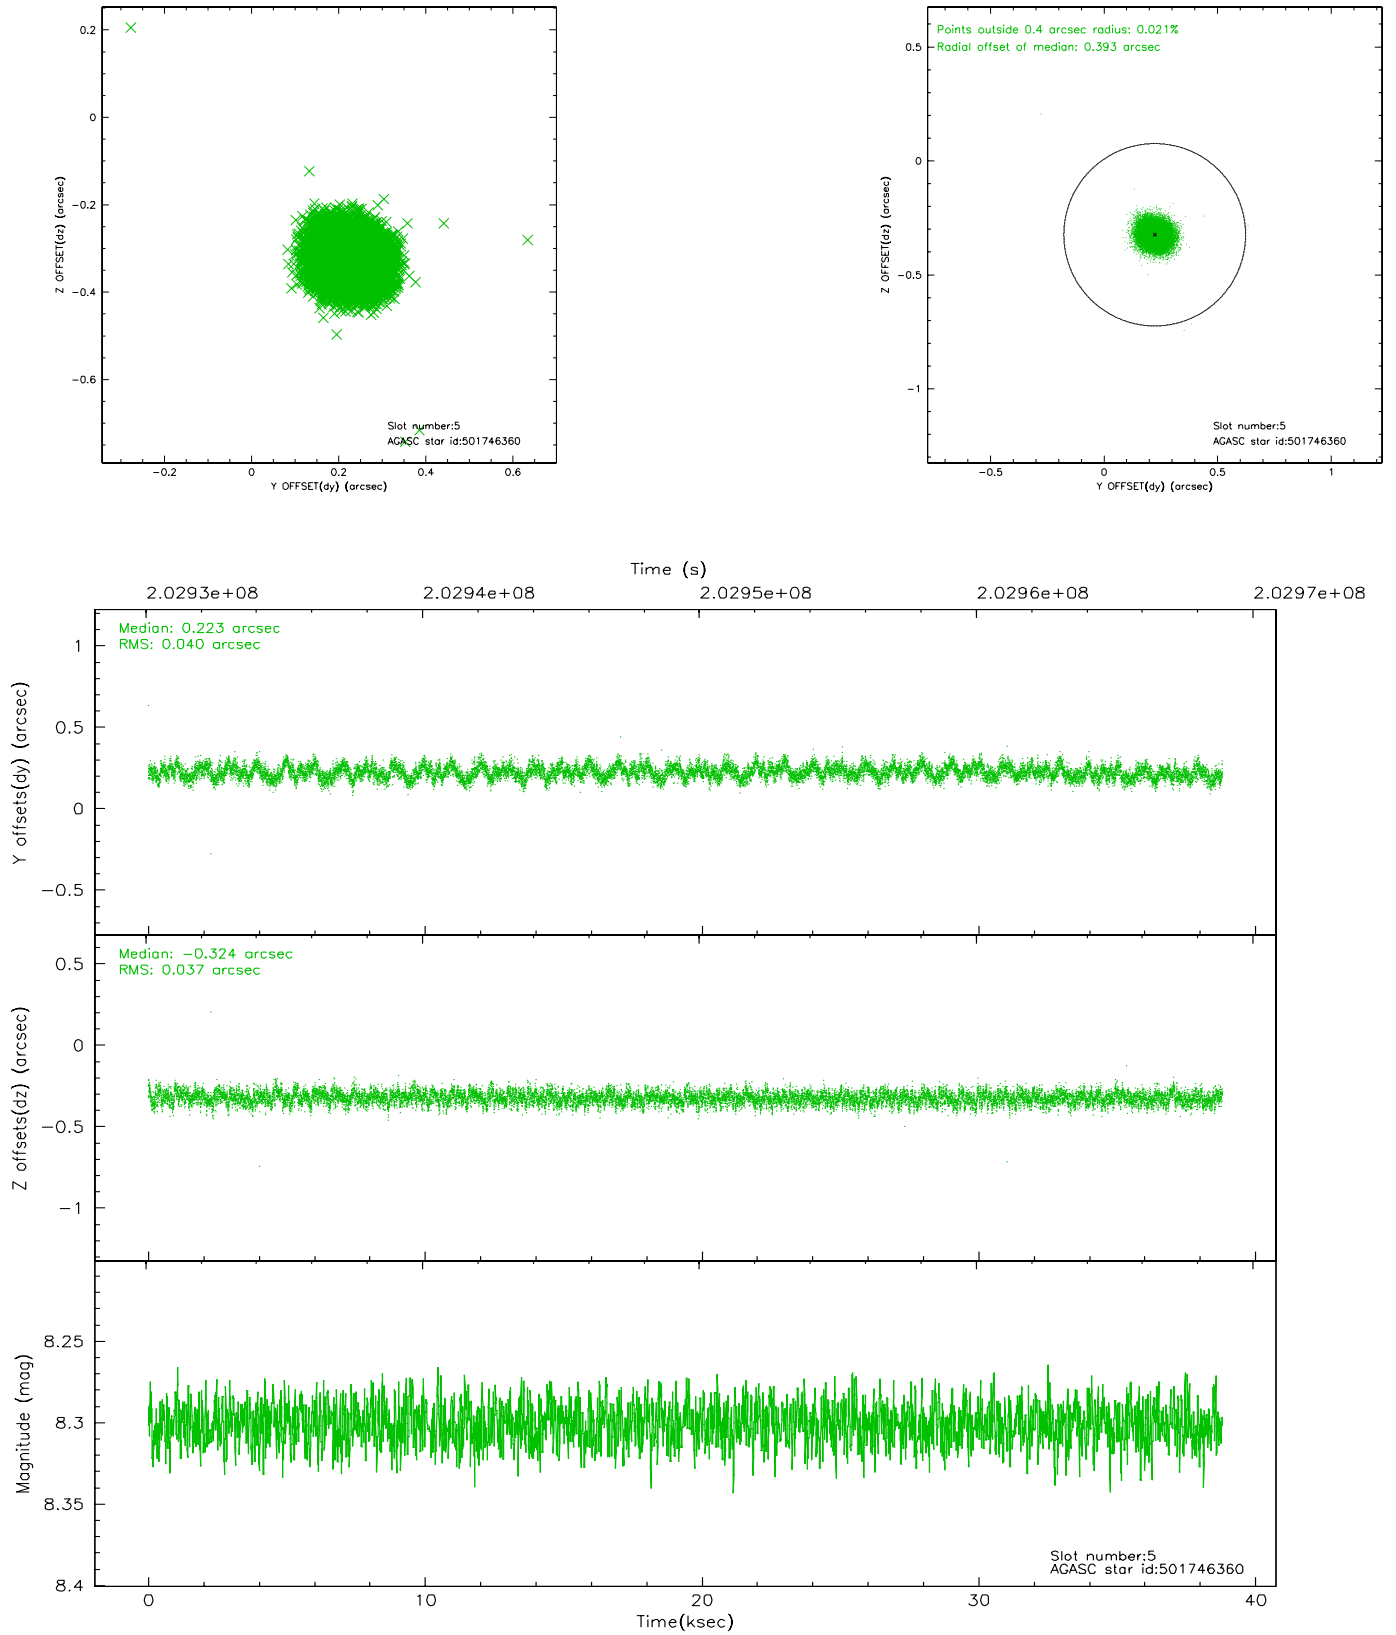 0.2
0
-0.2
-0.4
-0.6
Z OFFSET(dz) (arcsec)
Slot number:5
AGASC star id:501746360
-0.2 0 0.2 0.4 0.6
Y OFFSET(dy) (arcsec)
Points outside 0.4 arcsec radius: 0.021%
Radial offset of median: 0.393 arcsec
0.5
0
-0.5
-1
Z OFFSET(dz) (arcsec)
Slot number:5
AGASC star id:501746360
-0.5 0 0.5 1
Y OFFSET(dy) (arcsec)
Time (s)
2.0293e+08 2.0294e+08 2.0295e+08 2.0296e+08 2.0297e+08
Median: 0.223 arcsec
RMS: 0.040 arcsec
1
0.5
0
-0.5
Y offsets(dy) (arcsec)
Median: -0.324 arcsec
RMS: 0.037 arcsec
0.5
0
-0.5
-1
Z offsets(dz) (arcsec)
8.25
8.3
8.35
8.4
Magnitude (mag)
Slot number:5
AGASC star id:501746360
0 10 20 30 40
Time(ksec)